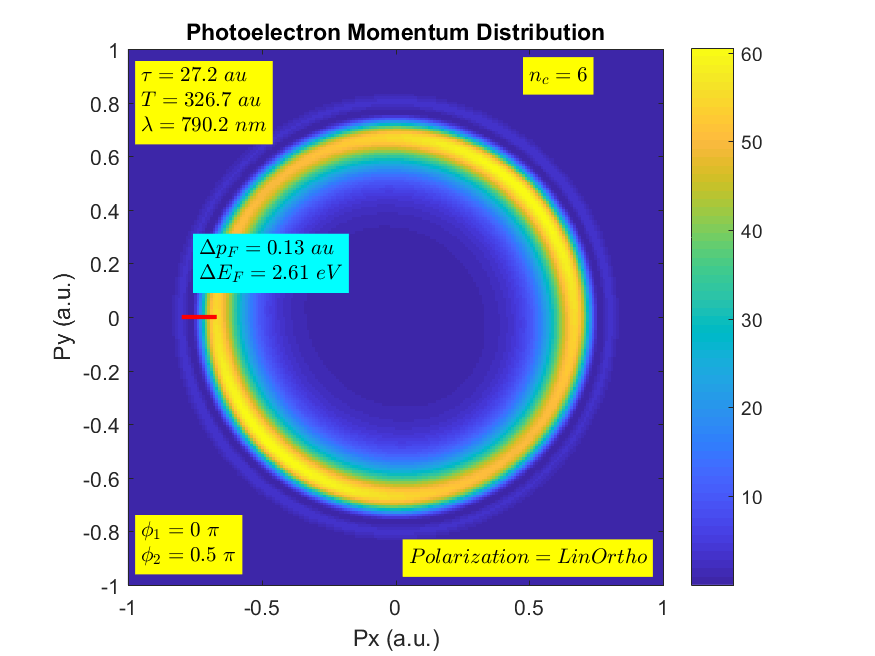 Photoelectron Momentum Distribution
τ = 27.2 au
T = 326.7 au
λ = 790.2 nm
n_c = 6
Δp_F = 0.13 au
ΔE_F = 2.61 eV
ϕ_1 = 0 π
ϕ_2 = 0.5 π
Polarization = LinOrtho
Py (a.u.)
1
0.8
0.6
0.4
0.2
0
-0.2
-0.4
-0.6
-0.8
-1
-1
-0.5
0
0.5
1
Px (a.u.)
60
50
40
30
20
10